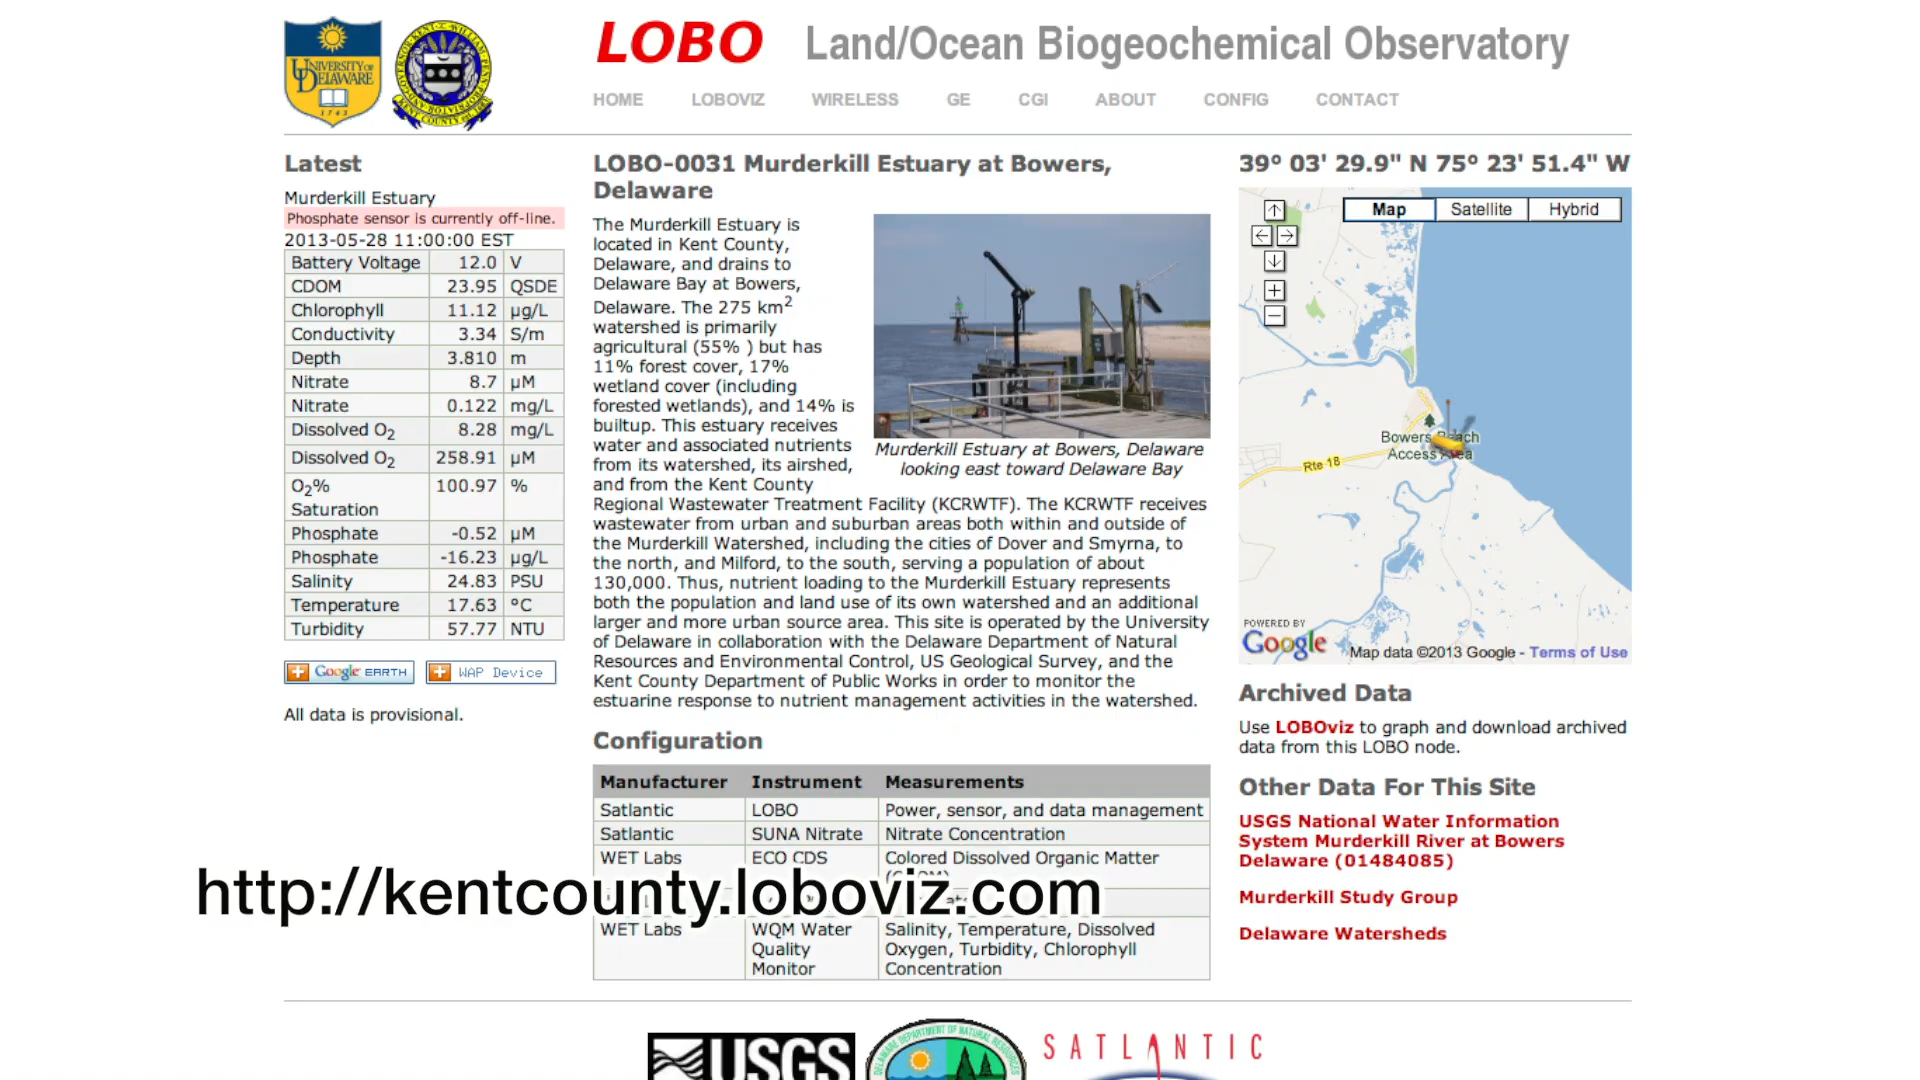 UNIVERSITY OF DELAWARE
1743
KENT COUNTY
LOBO Land/Ocean Biogeochemical Observatory
HOME LOBOVIZ WIRELESS GE CGI ABOUT CONFIG CONTACT
Latest
Murderkill Estuary
Phosphate sensor is currently off-line.
2013-05-28 11:00:00 EST
Battery Voltage 12.0 V
CDOM 23.95 QSDE
Chlorophyll 11.12 µg/L
Conductivity 3.34 S/m
Depth 3.810 m
Nitrate 8.7 µM
Nitrate 0.122 mg/L
Dissolved O2 8.28 mg/L
Dissolved O2 258.91 µM
O2% 100.97 %
Saturation
Phosphate -0.52 µM
Phosphate -16.23 µg/L
Salinity 24.83 PSU
Temperature 17.63 °C
Turbidity 57.77 NTU
Google EARTH WAP Device
All data is provisional.
LOBO-0031 Murderkill Estuary at Bowers,
Delaware
The Murderkill Estuary is
located in Kent County,
Delaware, and drains to
Delaware Bay at Bowers,
Delaware. The 275 km2
watershed is primarily
agricultural (55% ) but has
11% forest cover, 17%
wetland cover (including
forested wetlands), and 14% is
builtup. This estuary receives
water and associated nutrients
from its watershed, its airshed,
and from the Kent County
Regional Wastewater Treatment Facility (KCRWTF). The KCRWTF receives
wastewater from urban and suburban areas both within and outside of
the Murderkill Watershed, including the cities of Dover and Smyrna, to
the north, and Milford, to the south, serving a population of about
130,000. Thus, nutrient loading to the Murderkill Estuary represents
both the population and land use of its own watershed and an additional
larger and more urban source area. This site is operated by the University
of Delaware in collaboration with the Delaware Department of Natural
Resources and Environmental Control, US Geological Survey, and the
Kent County Department of Public Works in order to monitor the
estuarine response to nutrient management activities in the watershed.
Murderkill Estuary at Bowers, Delaware
looking east toward Delaware Bay
Configuration
Manufacturer Instrument Measurements
Satlantic LOBO Power, sensor, and data management
Satlantic SUNA Nitrate Nitrate Concentration
WET Labs ECO CDS Colored Dissolved Organic Matter
http://kentcounty.loboviz.com
WET Labs WQM Water Salinity, Temperature, Dissolved
Quality Oxygen, Turbidity, Chlorophyll
Monitor Concentration
39° 03' 29.9" N 75° 23' 51.4" W
Map Satellite Hybrid
Bowers Beach
Access Area
Rte 18
POWERED BY
Google
Map data ©2013 Google - Terms of Use
Archived Data
Use LOBOviz to graph and download archived
data from this LOBO node.
Other Data For This Site
USGS National Water Information
System Murderkill River at Bowers
Delaware (01484085)
Murderkill Study Group
Delaware Watersheds
USGS
DELAWARE DEPARTMENT OF NATURAL RESOURCES
SATLANTIC